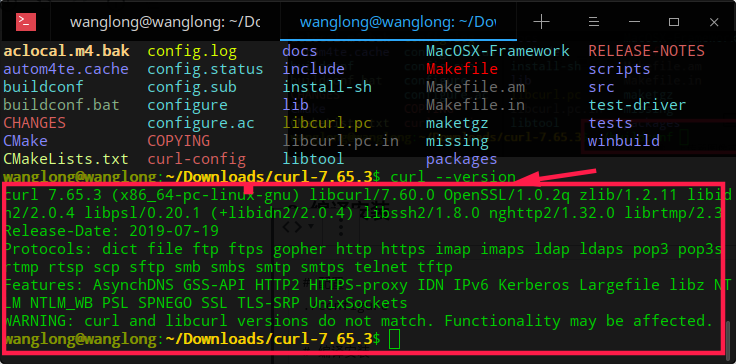 wanglong@wanglong: ~/Do
wanglong@wanglong: ~/Do
aclocal.m4.bak config.log docs MacOSX-Framework RELEASE-NOTES
autom4te.cache config.status include Makefile scripts
buildconf config.sub install-sh Makefile.am src
buildconf.bat configure lib Makefile.in test-driver
CHANGES configure.ac libcurl.pc maketgz tests
CMake COPYING libcurl.pc.in missing winbuild
CMakeLists.txt curl-config libtool packages
wanglong@wanglong:~/Downloads/curl-7.65.3$ curl --version
curl 7.65.3 (x86_64-pc-linux-gnu) libcurl/7.60.0 OpenSSL/1.0.2q zlib/1.2.11 libid
n2/2.0.4 libpsl/0.20.1 (+libidn2/2.0.4) libssh2/1.8.0 nghttp2/1.32.0 librtmp/2.3
Release-Date: 2019-07-19
Protocols: dict file ftp ftps gopher http https imap imaps ldap ldaps pop3 pop3s
rtmp rtsp scp sftp smb smbs smtp smtps telnet tftp
Features: AsynchDNS GSS-API HTTP2 HTTPS-proxy IDN IPv6 Kerberos Largefile libz NT
LM NTLM_WB PSL SPNEGO SSL TLS-SRP UnixSockets
WARNING: curl and libcurl versions do not match. Functionality may be affected.
wanglong@wanglong:~/Downloads/curl-7.65.3$